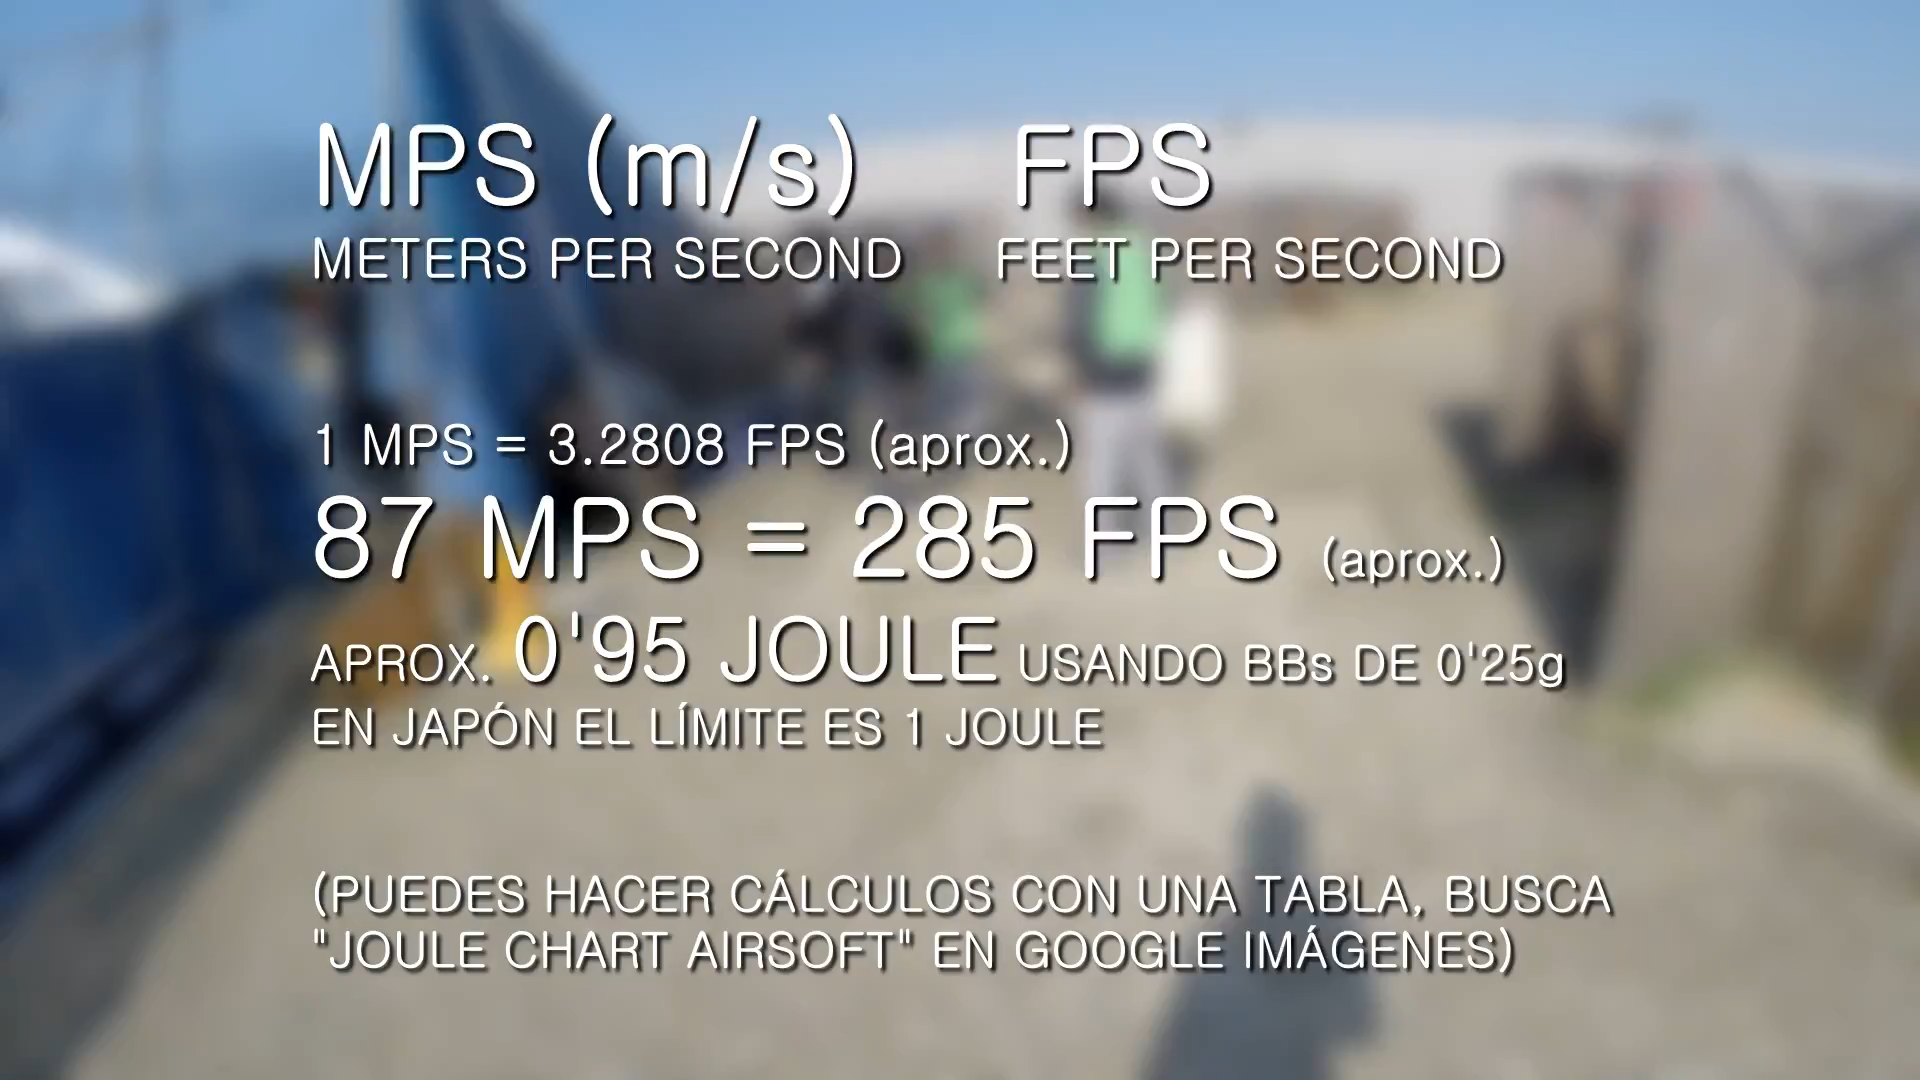 MPS (m/s) FPS
METERS PER SECOND FEET PER SECOND
1 MPS = 3.2808 FPS (aprox.)
87 MPS = 285 FPS (aprox.)
APROX. 0'95 JOULE USANDO BBs DE 0'25g
EN JAPÓN EL LÍMITE ES 1 JOULE
(PUEDES HACER CÁLCULOS CON UNA TABLA, BUSCA
"JOULE CHART AIRSOFT" EN GOOGLE IMÁGENES)